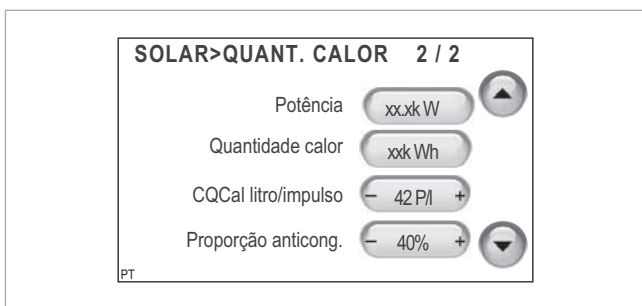 SOLAR>QUANT. CALOR 2 / 2
Potência xx.xk W
Quantidade calor xxk Wh
CQCal litro/impulso − 42 P/l +
Proporção anticong. − 40% +
PT